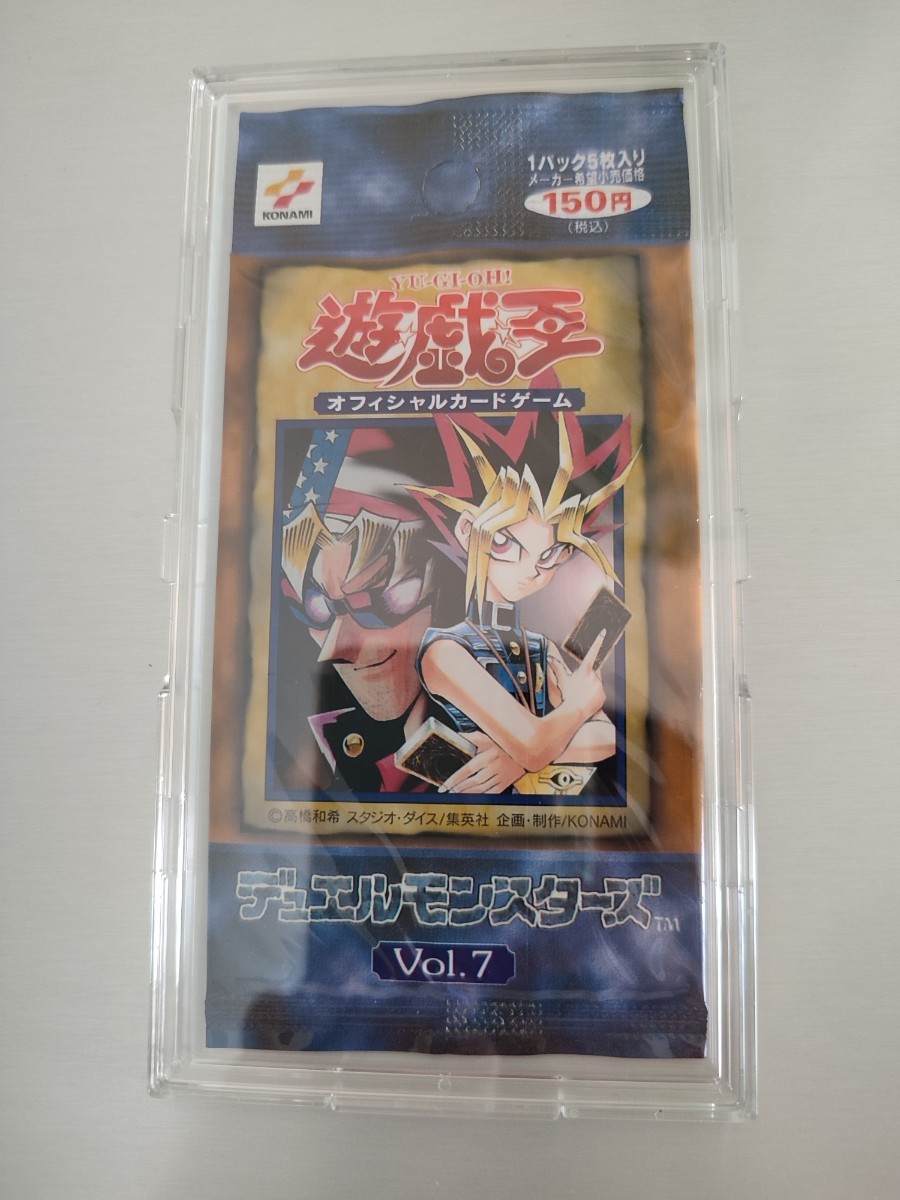 KONAMI
1パック5枚入り
メーカー希望小売価格
150円
(税込)
YU-GI-OH!
遊戯王
オフィシャルカードゲーム
©高橋和希 スタジオ・ダイス/集英社 企画・制作/KONAMI
デュエルモンスターズ™
Vol.7